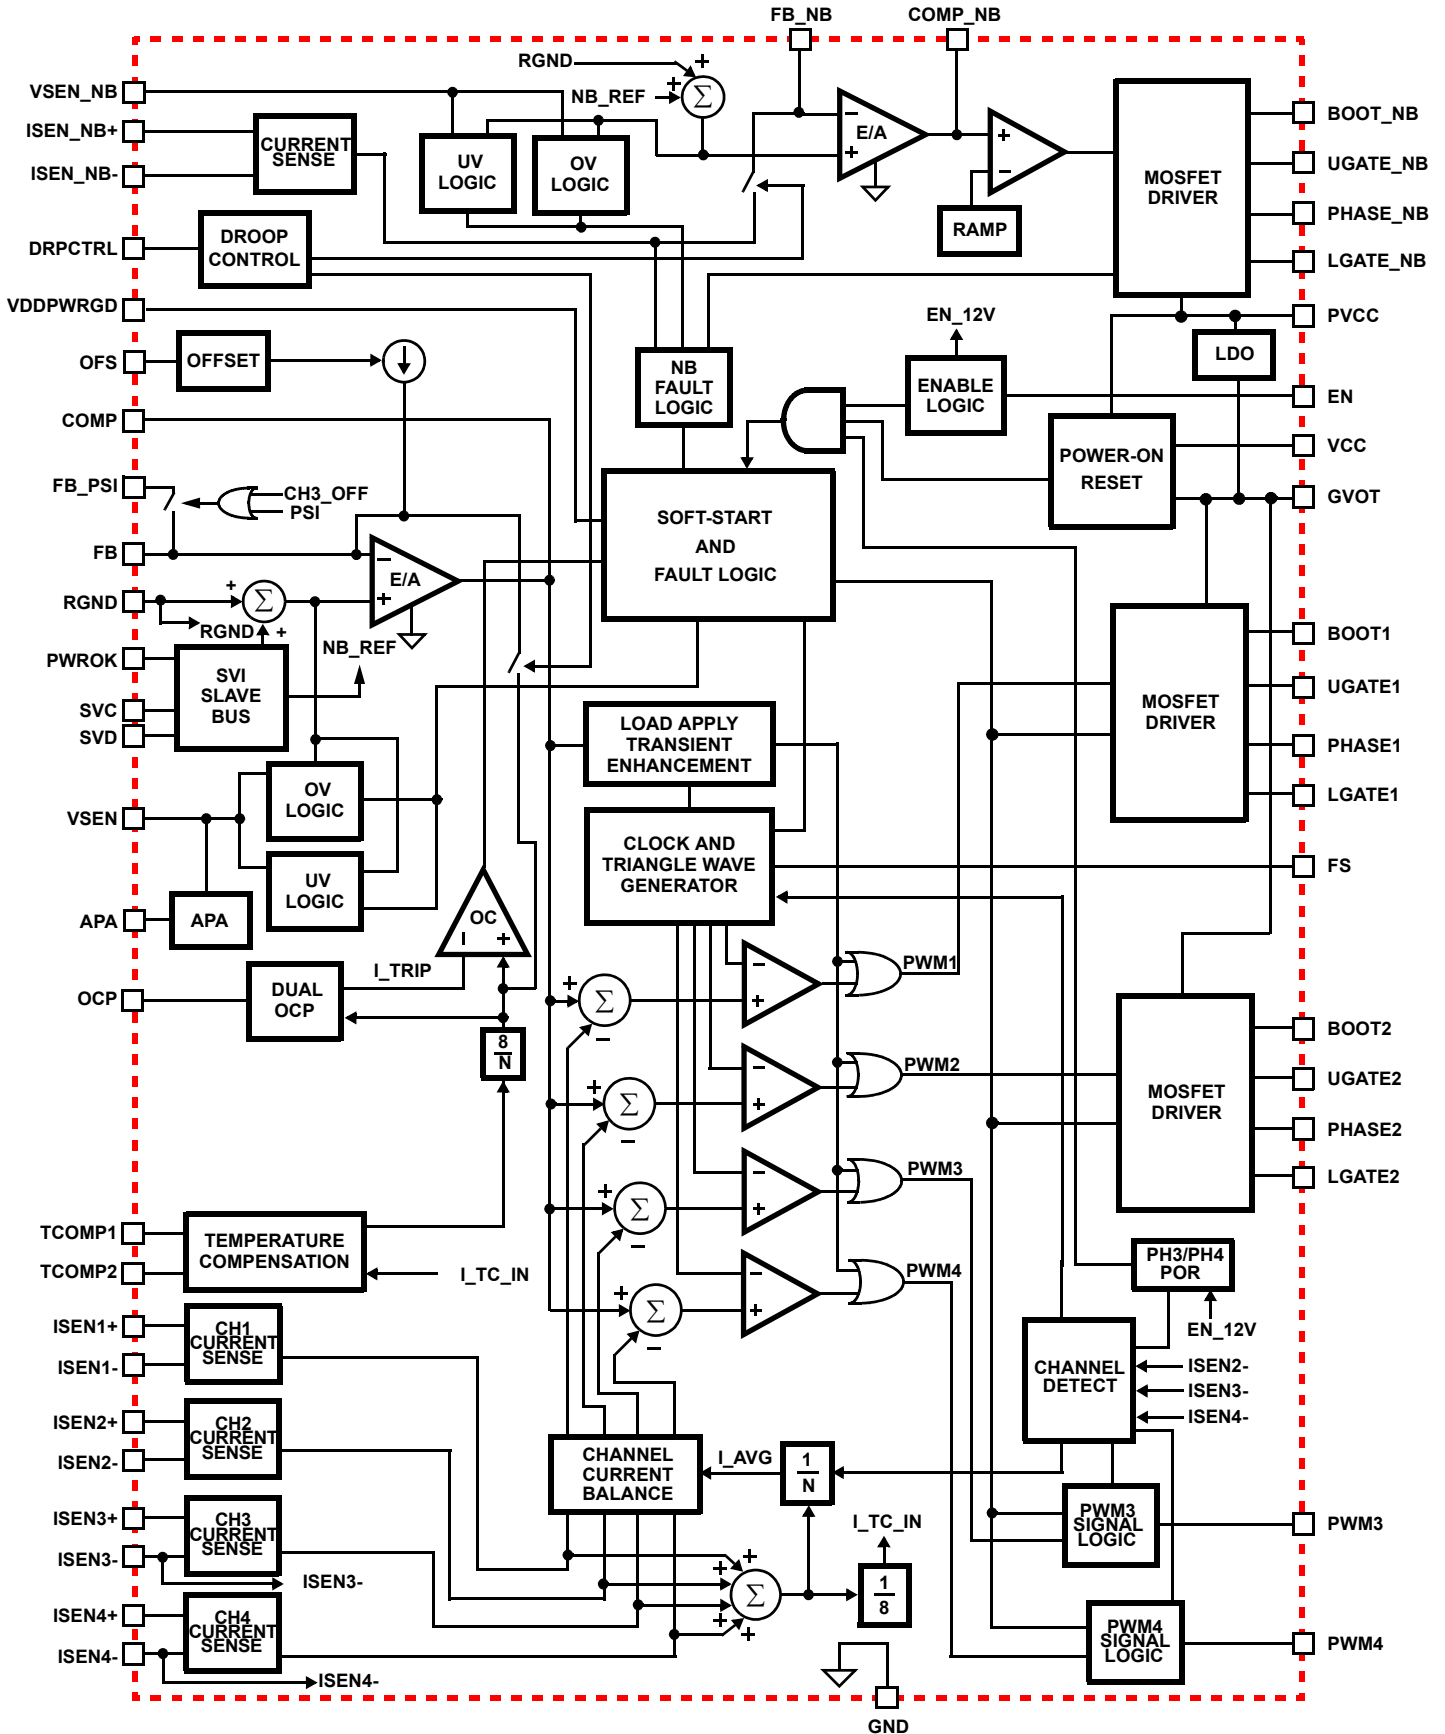 FB_NB
COMP_NB
RGND
+
VSEN_NB
+
NB_REF
Σ
BOOT_NB
ISEN_NB+
CURRENT
SENSE
ISEN_NB-
UV
LOGIC
OV
LOGIC
−
E/A
+
+
−
MOSFET
DRIVER
UGATE_NB
PHASE_NB
LGATE_NB
RAMP
DRPCTRL
DROOP
CONTROL
VDDPWRGD
EN_12V
PVCC
LDO
OFS
OFFSET
NB
FAULT
LOGIC
ENABLE
LOGIC
EN
COMP
VCC
POWER-ON
RESET
GVOT
FB_PSI
CH3_OFF
PSI
SOFT-START
AND
FAULT LOGIC
FB
−
E/A
+
RGND
+
Σ
RGND
+
NB_REF
BOOT1
PWROK
SVI
SLAVE
BUS
SVC
SVD
UGATE1
MOSFET
DRIVER
PHASE1
LGATE1
LOAD APPLY
TRANSIENT
ENHANCEMENT
OV
LOGIC
VSEN
CLOCK AND
TRIANGLE WAVE
GENERATOR
FS
UV
LOGIC
APA
APA
OC
−
+
I_TRIP
OCP
DUAL
OCP
8
N
+
Σ
−
−
+
PWM1
BOOT2
+
Σ
−
−
+
PWM2
UGATE2
MOSFET
DRIVER
PHASE2
LGATE2
+
Σ
−
−
+
PWM3
TCOMP1
TEMPERATURE
COMPENSATION
TCOMP2
I_TC_IN
+
Σ
−
−
+
PWM4
PH3/PH4
POR
EN_12V
ISEN1+
CH1
CURRENT
SENSE
ISEN1-
CHANNEL
DETECT
ISEN2-
ISEN3-
ISEN4-
ISEN2+
CH2
CURRENT
SENSE
ISEN2-
CHANNEL
CURRENT
BALANCE
I_AVG
1
N
ISEN3+
CH3
CURRENT
SENSE
ISEN3-
ISEN3-
I_TC_IN
PWM3
SIGNAL
LOGIC
PWM3
+
+
+
+
Σ
1
8
ISEN4+
CH4
CURRENT
SENSE
ISEN4-
ISEN4-
PWM4
SIGNAL
LOGIC
PWM4
GND